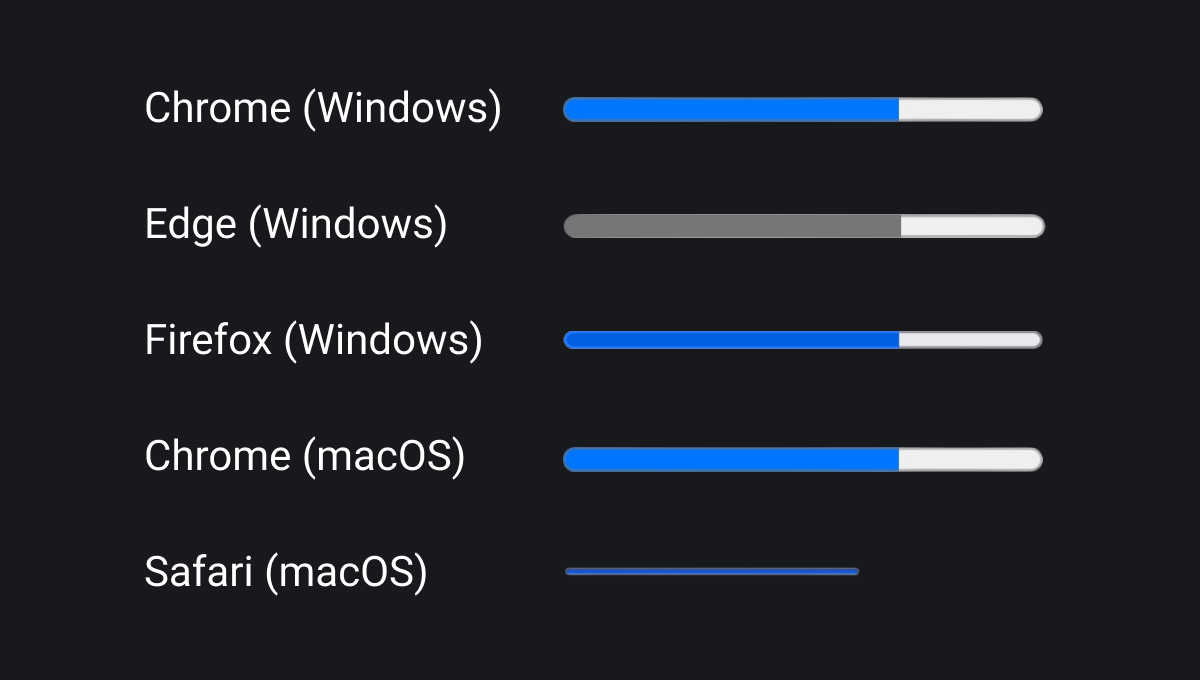 Chrome (Windows)
Edge (Windows)
Firefox (Windows)
Chrome (macOS)
Safari (macOS)